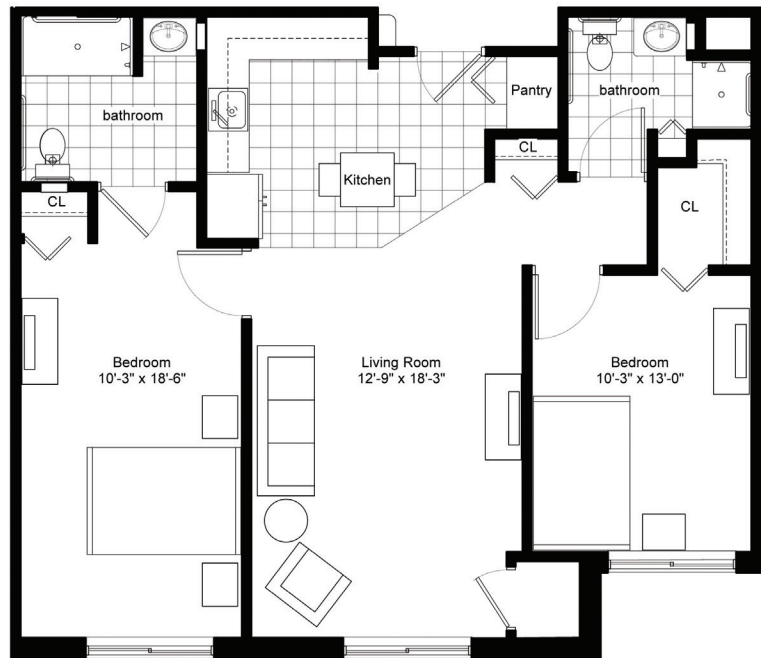 bathroom
Pantry
bathroom
CL
Kitchen
CL
CL
Bedroom
10'-3" x 18'-6"
Living Room
12'-9" x 18'-3"
Bedroom
10'-3" x 13'-0"